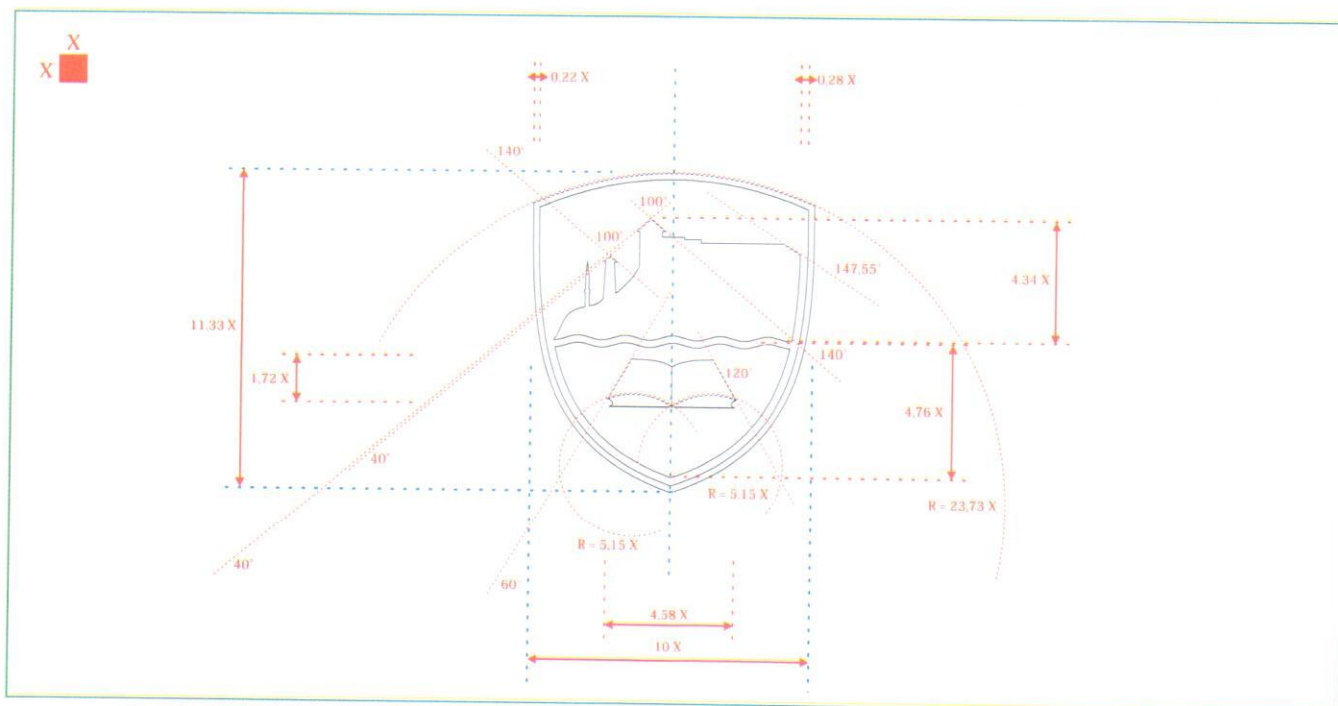 X
X
0,22 X
0,28 X
140°
100°
100°
147,55°
4,34 X
11,33 X
140°
1,72 X
120°
4,76 X
40°
R = 5,15 X
R = 23,73 X
R = 5,15 X
40°
60°
4,58 X
10 X